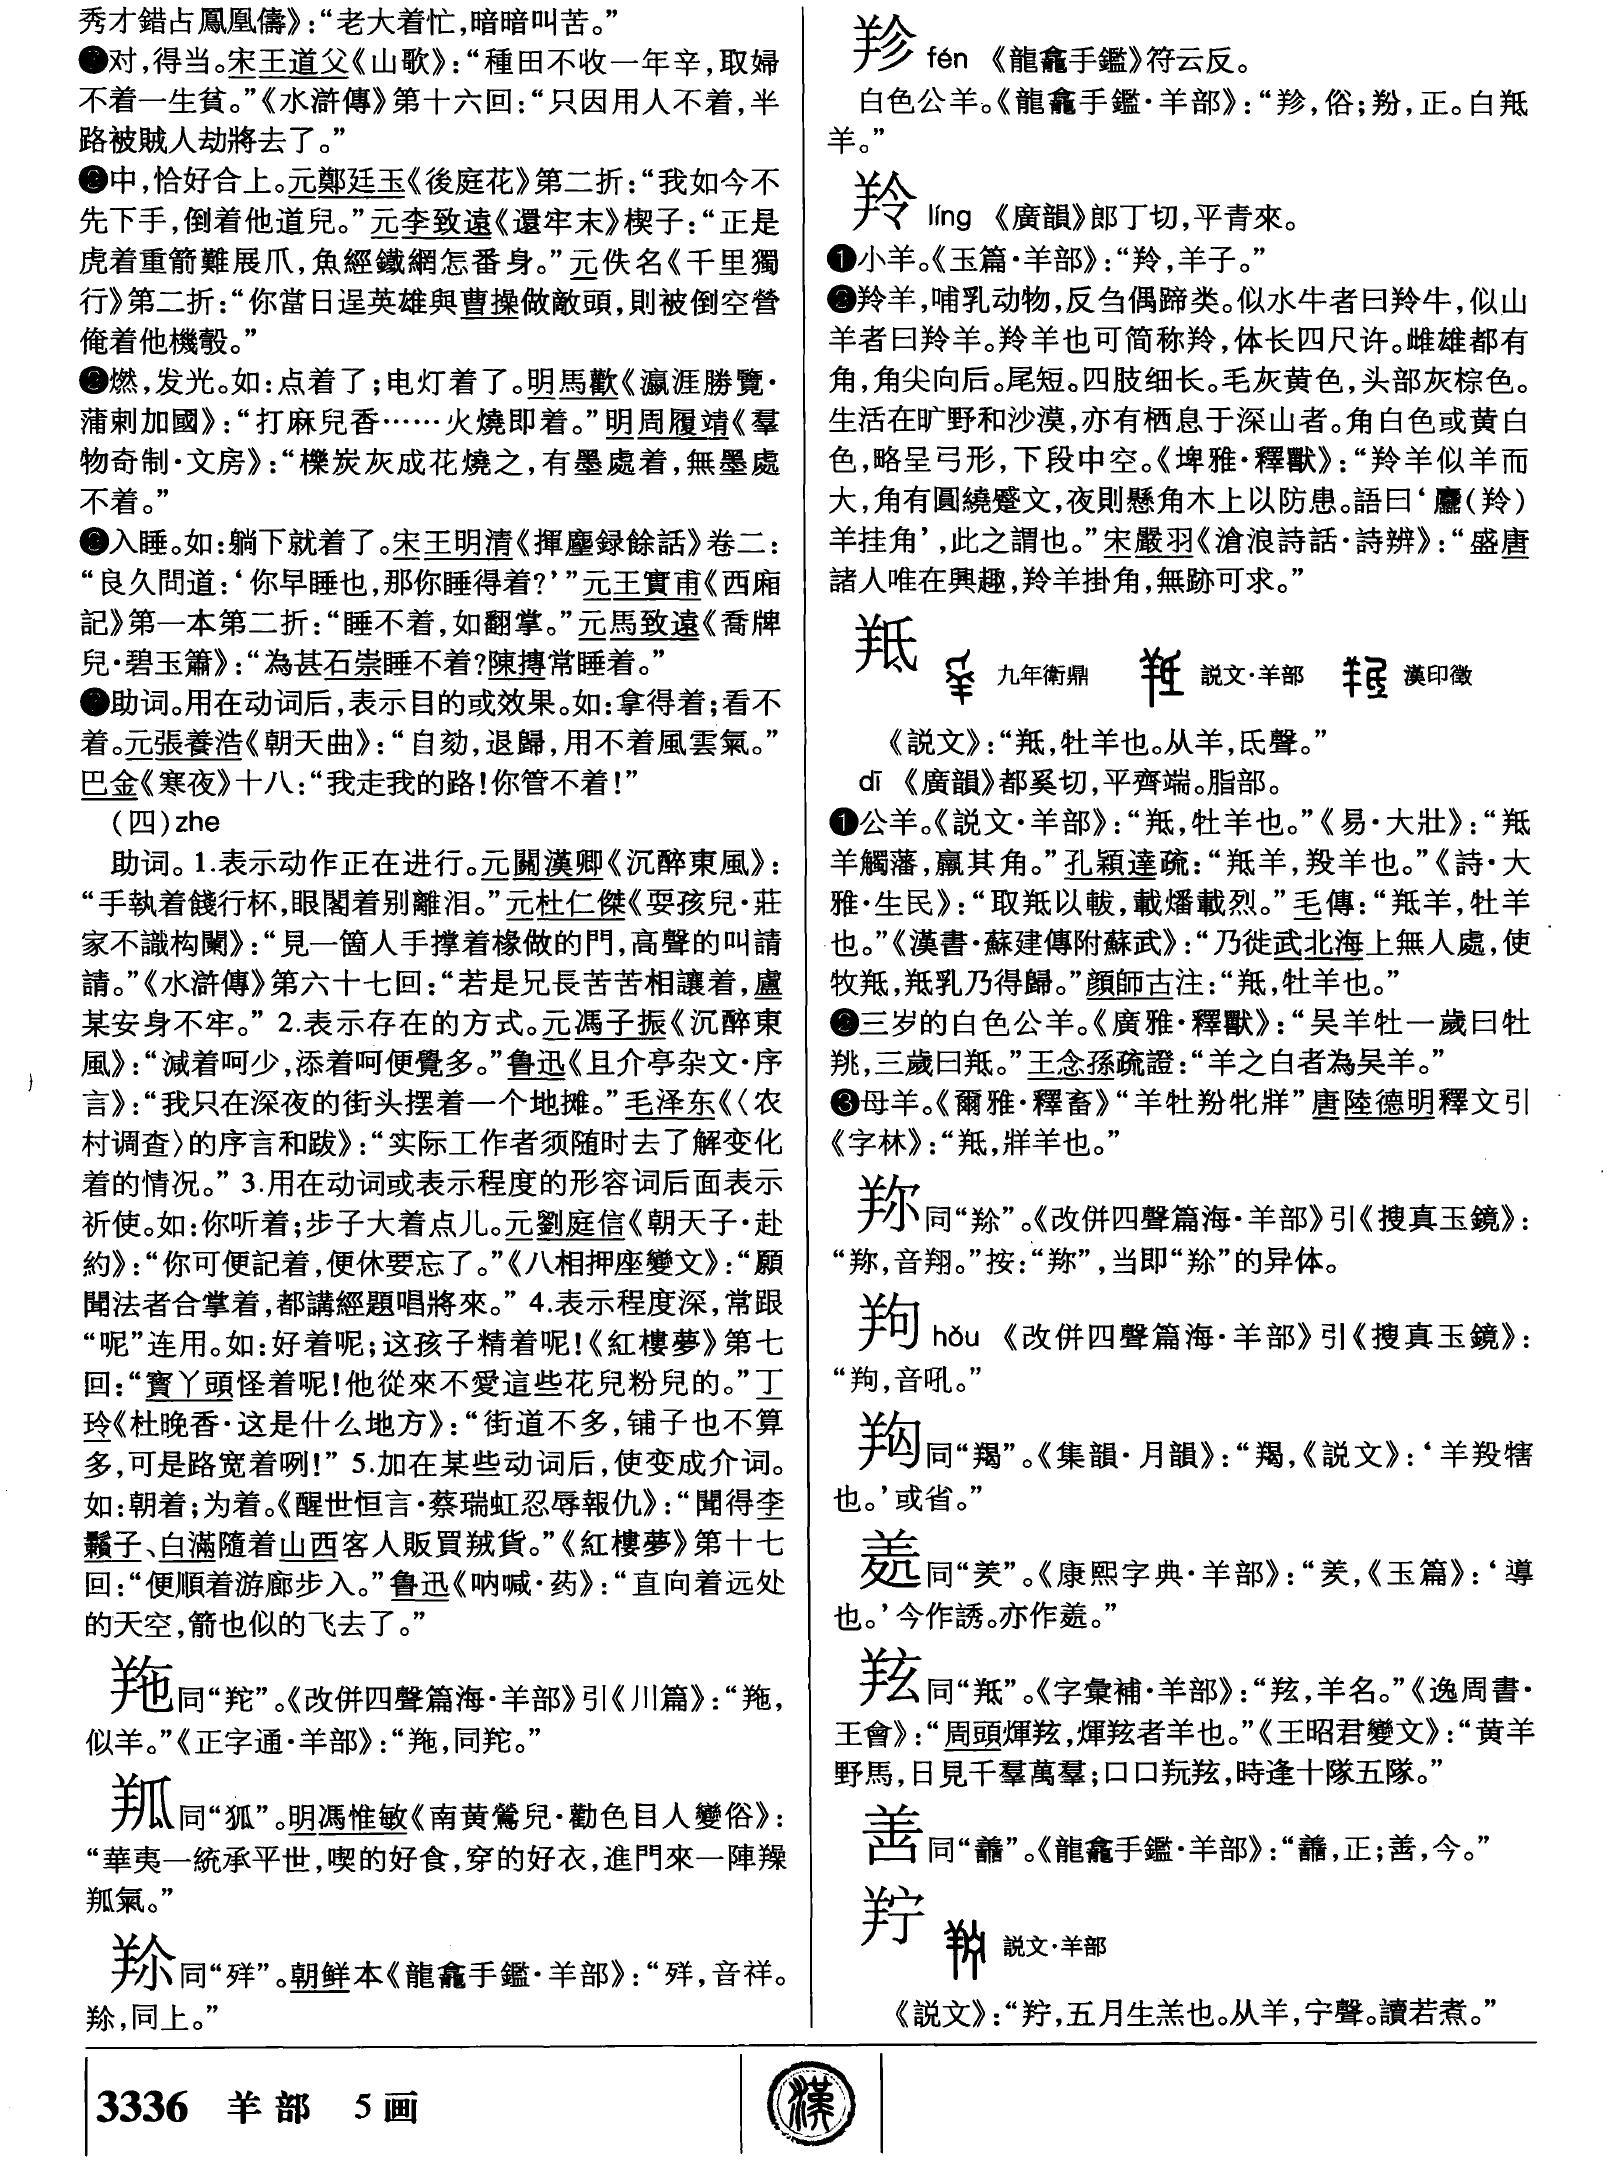 秀才錯占鳳凰儔》：“老大着忙，暗暗叫苦。”
对，得当。宋王道父《山歌》：“種田不收一年辛，取婦
不着一生貧。”《水滸傳》第十六回：“只因用人不着，半
路被賊人劫將去了。”
中，恰好合上。元鄭廷玉《後庭花》第二折：“我如今不
先下手，倒着他道兒。”元李致遠《還牢末》楔子：“正是
虎着重箭難展爪，魚經鐵網怎番身。”元佚名《千里獨
行》第二折：“你當日逞英雄與曹操做敵頭，則被倒空營
俺着他機彀。”
燃，发光。如：点着了；电灯着了。明馬歡《瀛涯勝覽·
蒲剌加國》：“打麻兒香……火燒即着。”明周履靖《羣
物奇制·文房》：“櫟炭灰成花燒之，有墨處着，無墨處
不着。”
入睡。如：躺下就着了。宋王明清《揮麈録餘話》卷二：
“良久問道：‘你早睡也，那你睡得着？’”元王實甫《西廂
記》第一本第二折：“睡不着，如翻掌。”元馬致遠《喬牌
兒·碧玉簫》：“為甚石崇睡不着？陳摶常睡着。”
助词。用在动词后，表示目的或效果。如：拿得着；看不
着。元張養浩《朝天曲》：“自劾，退歸，用不着風雲氣。”
巴金《寒夜》十八：“我走我的路！你管不着！”
（四）zhe
助词。1.表示动作正在进行。元關漢卿《沉醉東風》：
“手執着餞行杯，眼閣着别離泪。”元杜仁傑《耍孩兒·莊
家不識构闌》：“見一箇人手撑着椽做的門，高聲的叫請
請。”《水滸傳》第六十七回：“若是兄長苦苦相讓着，盧
某安身不牢。”2.表示存在的方式。元馮子振《沉醉東
風》：“減着呵少，添着呵便覺多。”鲁迅《且介亭杂文·序
言》：“我只在深夜的街头摆着一个地摊。”毛泽东《〈农
村调查〉的序言和跋》：“实际工作者须随时去了解变化
着的情况。”3.用在动词或表示程度的形容词后面表示
祈使。如：你听着；步子大着点儿。元劉庭信《朝天子·赴
約》：“你可便記着，便休要忘了。”《八相押座變文》：“願
聞法者合掌着，都講經題唱將來。”4.表示程度深，常跟
“呢”连用。如：好着呢；这孩子精着呢！《紅樓夢》第七
回：“寶丫頭怪着呢！他從來不愛這些花兒粉兒的。”丁
玲《杜晚香·这是什么地方》：“街道不多，铺子也不算
多，可是路宽着咧！”5.加在某些动词后，使变成介词。
如：朝着；为着。《醒世恒言·蔡瑞虹忍辱報仇》：“聞得李
鬍子、白滿隨着山西客人販買羢貨。”《紅樓夢》第十七
回：“便順着游廊步入。”鲁迅《呐喊·药》：“直向着远处
的天空，箭也似的飞去了。”
𦍙同“羬”。《改併四聲篇海·羊部》引《川篇》：“
似羊。”《正字通·羊部》：“
同“狐”。明馮惟敏《南黄鶯兒·勸色目人變俗》：
“華夷一統承平世，喫的好食，穿的好衣，進門來一陣
氣。”
同“𢁥”。朝鲜本《龍龕手鑑·羊部》：“音祥。
同上。”
fén 《龍龕手鑑》符云反。
白色公羊。《龍龕手鑑·羊部》：“俗；羒，正。白羝
羊。”
羚 líng 《廣韻》郎丁切，平青來。
❶小羊。《玉篇·羊部》：“羚，羊子。”
❷羚羊，哺乳动物，反刍偶蹄类。似水牛者曰羚牛，似山
羊者曰羚羊。羚羊也可简称羚，体长四尺许。雌雄都有
角，角尖向后。尾短。四肢细长。毛灰黄色，头部灰棕色。
生活在旷野和沙漠，亦有栖息于深山者。角白色或黄白
色，略呈弓形，下段中空。《埤雅·釋獸》：“羚羊似羊而
大，角有圓繞蹙文，夜則懸角木上以防患。語曰‘麢（羚）
羊挂角’，此之謂也。”宋嚴羽《滄浪詩話·詩辨》：“盛唐
諸人唯在興趣，羚羊掛角，無跡可求。”
羝 九年衛鼎 説文·羊部 漢印徵
《説文》：“羝，牡羊也。从羊，氐聲。”
dī 《廣韻》都奚切，平齊端。脂部。
❶公羊。《説文·羊部》：“羝，牡羊也。”《易·大壯》：“羝
羊觸藩，羸其角。”孔穎達疏：“羝羊，羖羊也。”《詩·大
雅·生民》：“取羝以軷，載燔載烈。”毛傳：“羝羊，牡羊
也。”《漢書·蘇建傳附蘇武》：“乃徙武北海上無人處，使
牧羝，羝乳乃得歸。”顔師古注：“羝，牡羊也。”
❷三岁的白色公羊。《廣雅·釋獸》：“吴羊牡一歲曰牡
𦍩，三歲曰羝。”王念孫疏證：“羊之白者為吴羊。”
❸母羊。《爾雅·釋畜》“羊牡羒牝牂”唐陸德明釋文引
《字林》：“羝，牂羊也。”
同“”。《改併四聲篇海·羊部》引《搜真玉鏡》：
“音翔。”按：“”，当即“”的异体。
hǒu 《改併四聲篇海·羊部》引《搜真玉鏡》：
“音吼。”
同“羯”。《集韻·月韻》：“羯，《説文》：‘羊羖犗
也。’或省。”
同“羑”。《康熙字典·羊部》：“羑，《玉篇》：‘導
也。’今作誘。亦作
羢同“羝”。《字彙補·羊部》：“羊名。”《逸周書·
王會》：“周頭煇羝，煇羝者羊也。”《王昭君變文》：“黄羊
野馬，日見千羣萬羣；口口羱羝，時逢十隊五隊。”
同“譱”。《龍龕手鑑·羊部》：“正；善，今。”
羜 説文·羊部
《説文》：“羜，五月生羔也。从羊，宁聲。讀若煮。”
3336 羊部 5画
漢